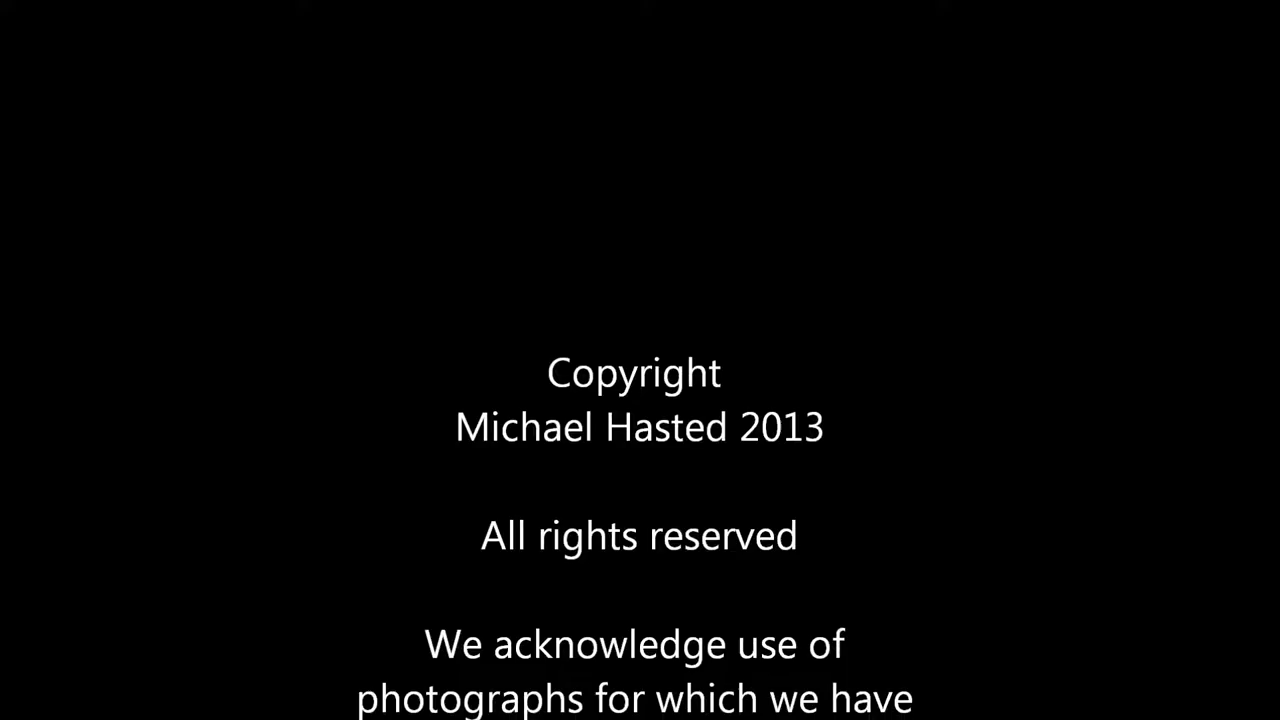 Copyright
Michael Hasted 2013
All rights reserved
We acknowledge use of
photographs for which we have